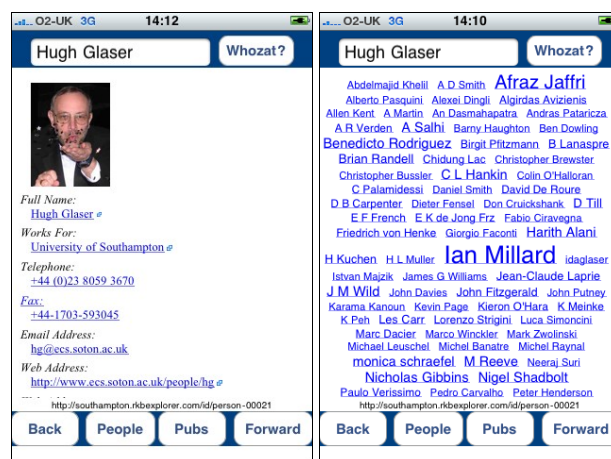 O2-UK 3G 14:12
Hugh Glaser Whozat?
Full Name:
Hugh Glaser
Works For:
University of Southampton
Telephone:
+44 (0)23 8059 3670
Fax:
+44-1703-593045
Email Address:
hg@ecs.soton.ac.uk
Web Address:
http://www.ecs.soton.ac.uk/people/hg
http://southampton.rkbexplorer.com/id/person-00021
Back People Pubs Forward
O2-UK 3G 14:10
Hugh Glaser Whozat?
Abdelmajid Khelil A D Smith Afraz Jaffri
Alberto Pasquini Alexei Dingli Algirdas Avizienis
Allen Kent A Martin An Dasmahapatra Andras Pataricza
A R Verden A Salhi Barny Haughton Ben Dowling
Benedicto Rodriguez Birgit Pfitzmann B Lanaspre
Brian Randell Chidung Lac Christopher Brewster
Christopher Bussler C L Hankin Colin O'Halloran
C Palamidessi Daniel Smith David De Roure
D B Carpenter Dieter Fensel Don Cruickshank D Till
E F French E K de Jong Frz Fabio Ciravegna
Friedrich von Henke Giorgio Faconti Harith Alani
H Kuchen H L Muller Ian Millard idaglaser
Istvan Majzik James G Williams Jean-Claude Laprie
J M Wild John Davies John Fitzgerald John Putney
Karama Kanoun Kevin Page Kieron O'Hara K Meinke
K Peh Les Carr Lorenzo Strigini Luca Simoncini
Marc Dacier Marco Winckler Mark Zwolinski
Michael Leuschel Michel Banatre Michel Raynal
monica schraefel M Reeve Neeraj Suri
Nicholas Gibbins Nigel Shadbolt
Paulo Verissimo Pedro Carvalho Peter Henderson
http://southampton.rkbexplorer.com/id/person-00021
Back People Pubs Forward